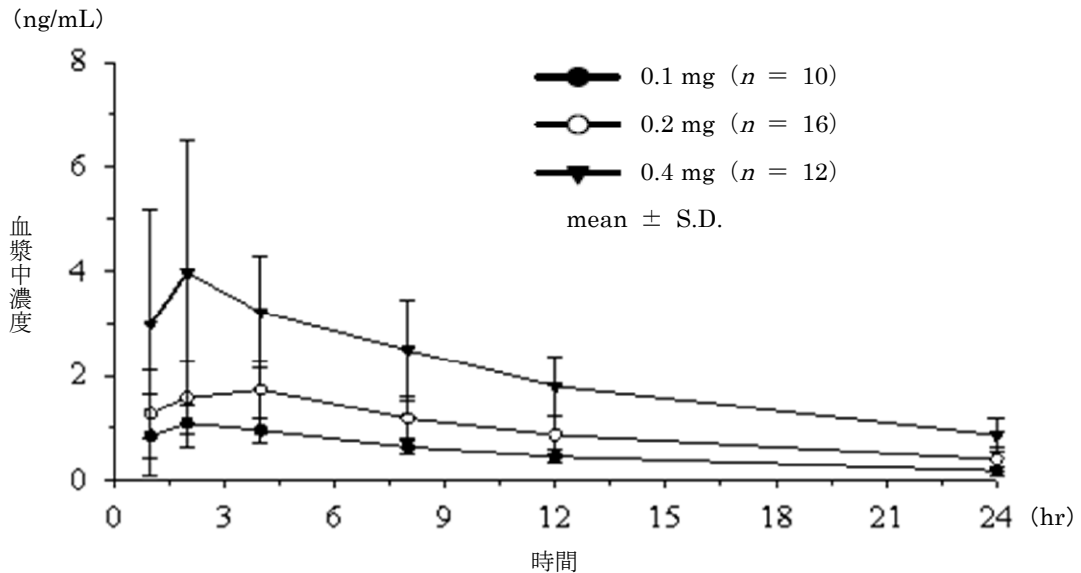 （ng/mL）
8
6
4
2
0
血漿中濃度
0.1 mg（n = 10）
0.2 mg（n = 16）
0.4 mg（n = 12）
mean ± S.D.
0 3 6 9 12 15 18 21 24（hr）
時間